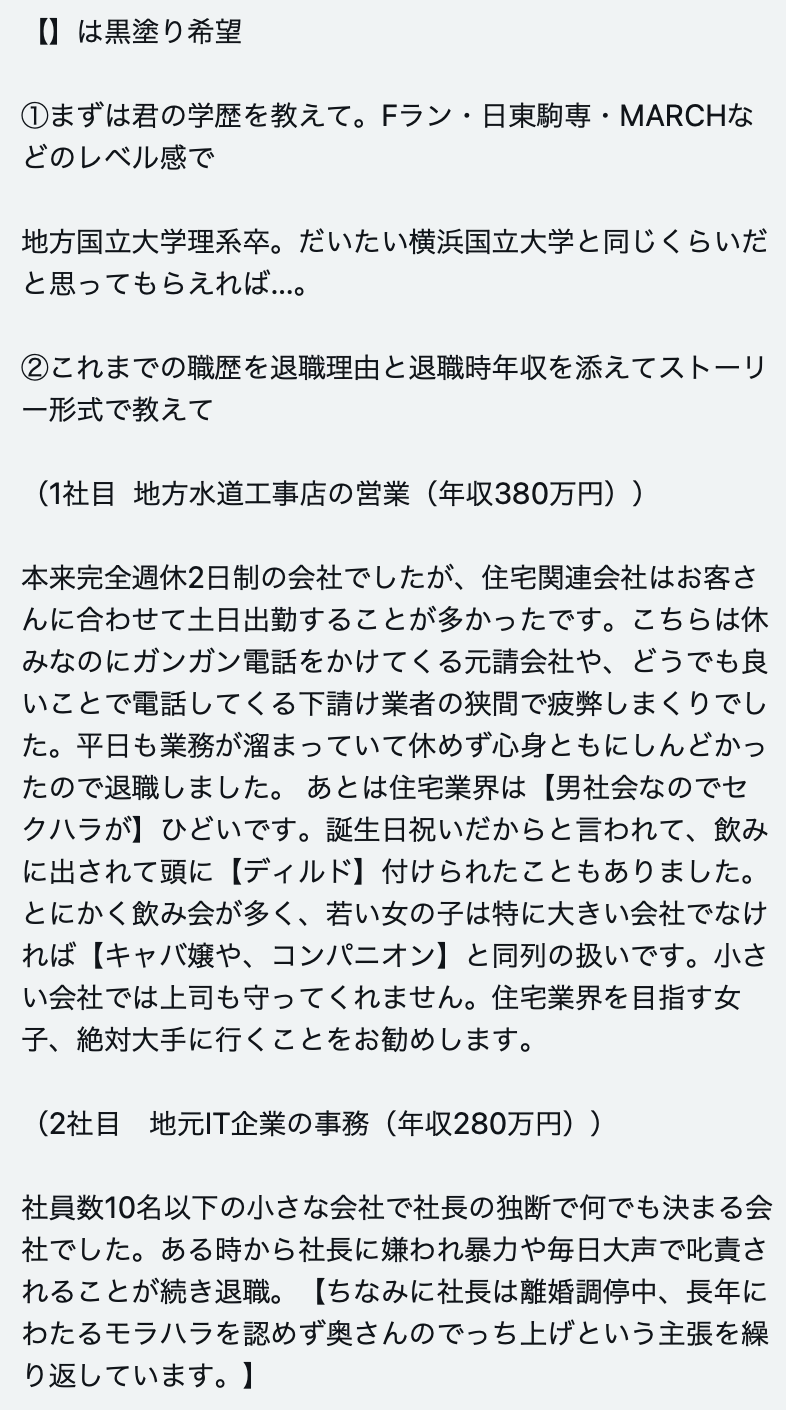 【】は黒塗り希望
①まずは君の学歴を教えて。Fラン・日東駒専・MARCHな
どのレベル感で
地方国立大学理系卒。だいたい横浜国立大学と同じくらいだ
と思ってもらえれば…。
②これまでの職歴を退職理由と退職時年収を添えてストーリ
ー形式で教えて
（1社目 地方水道工事店の営業（年収380万円））
本来完全週休2日制の会社でしたが、住宅関連会社はお客さ
んに合わせて土日出勤することが多かったです。こちらは休
みなのにガンガン電話をかけてくる元請会社や、どうでも良
いことで電話してくる下請け業者の狭間で疲弊しまくりでし
た。平日も業務が溜まっていて休めず心身ともにしんどかっ
たので退職しました。 あとは住宅業界は【男社会なのでセ
クハラが】ひどいです。誕生日祝いだからと言われて、飲み
に出されて頭に【ディルド】付けられたこともありました。
とにかく飲み会が多く、若い女の子は特に大きい会社でなけ
れば【キャバ嬢や、コンパニオン】と同列の扱いです。小さ
い会社では上司も守ってくれません。住宅業界を目指す女
子、絶対大手に行くことをお勧めします。
（2社目　地元IT企業の事務（年収280万円））
社員数10名以下の小さな会社で社長の独断で何でも決まる会
社でした。ある時から社長に嫌われ暴力や毎日大声で叱責さ
れることが続き退職。【ちなみに社長は離婚調停中、長年に
わたるモラハラを認めず奥さんのでっち上げという主張を繰
り返しています。】